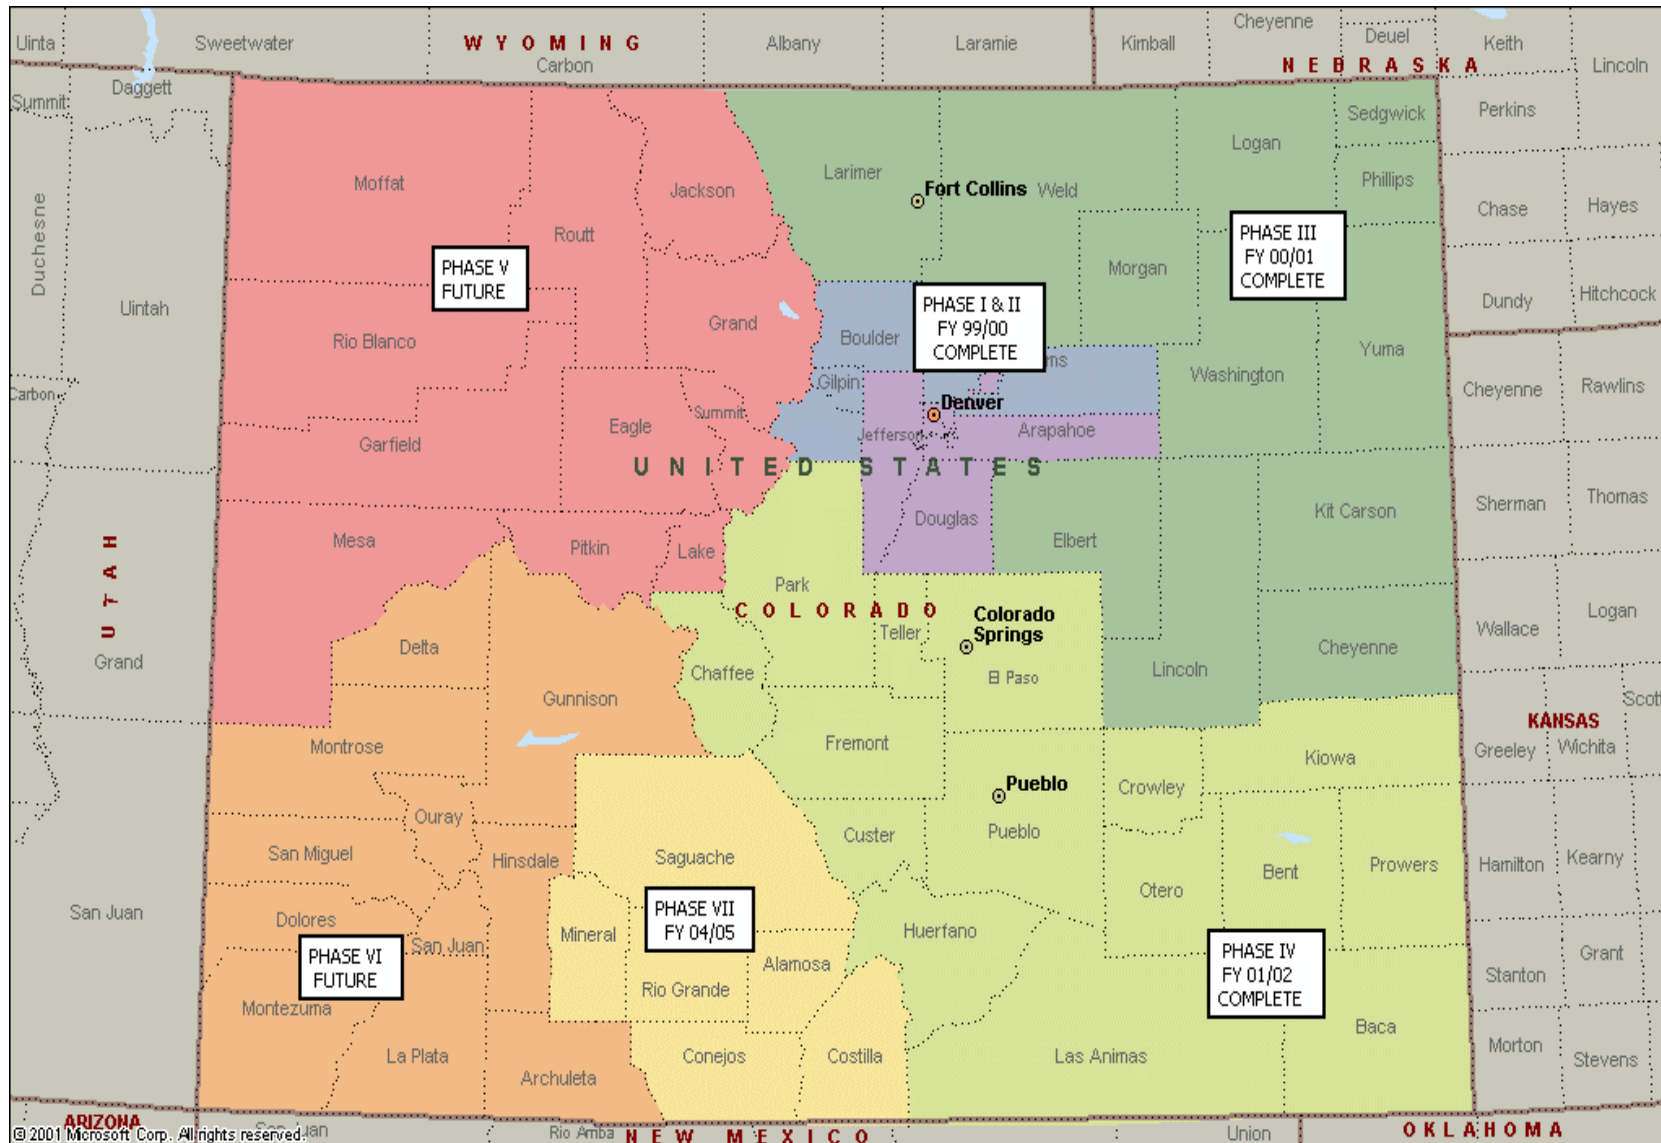 Uinta
Sweetwater
WYOMING
Carbon
Albany
Laramie
Kimball
Cheyenne
Deuel
Keith
NEBRASKA
Lincoln
Summit
Daggett
Perkins
Sedgwick
Logan
Phillips
Chase
Hayes
Moffat
Jackson
Larimer
Fort Collins
Weld
Routt
Duchesne
Uintah
PHASE V
FUTURE
PHASE III
FY 00/01
COMPLETE
Morgan
PHASE I & II
FY 99/00
COMPLETE
Dundy
Hitchcock
Grand
Rio Blanco
Boulder
Yuma
Washington
Gilpin
Cheyenne
Rawlins
Carbon
Summit
Denver
Eagle
Jefferson
Arapahoe
Garfield
UNITED STATES
Sherman
Thomas
Kit Carson
Douglas
Elbert
Mesa
Pitkin
Lake
UTAH
Park
COLORADO
Colorado
Springs
Teller
Logan
Wallace
Grand
Delta
Chaffee
El Paso
Lincoln
Cheyenne
Gunnison
KANSAS
Montrose
Fremont
Kiowa
Greeley
Wichita
Pueblo
Crowley
Ouray
Custer
Pueblo
San Miguel
Hinsdale
Saguache
Bent
Prowers
Hamilton
Kearny
Otero
San Juan
Dolores
PHASE VII
FY 04/05
Mineral
San Juan
Huerfano
PHASE VI
FUTURE
Alamosa
PHASE IV
FY 01/02
COMPLETE
Grant
Stanton
Rio Grande
Montezuma
Baca
La Plata
Conejos
Costilla
Las Animas
Morton
Stevens
Archuleta
ARIZONA
© 2001 Microsoft Corp. All rights reserved.
San Juan
Rio Arriba
NEW MEXICO
Union
OKLAHOMA